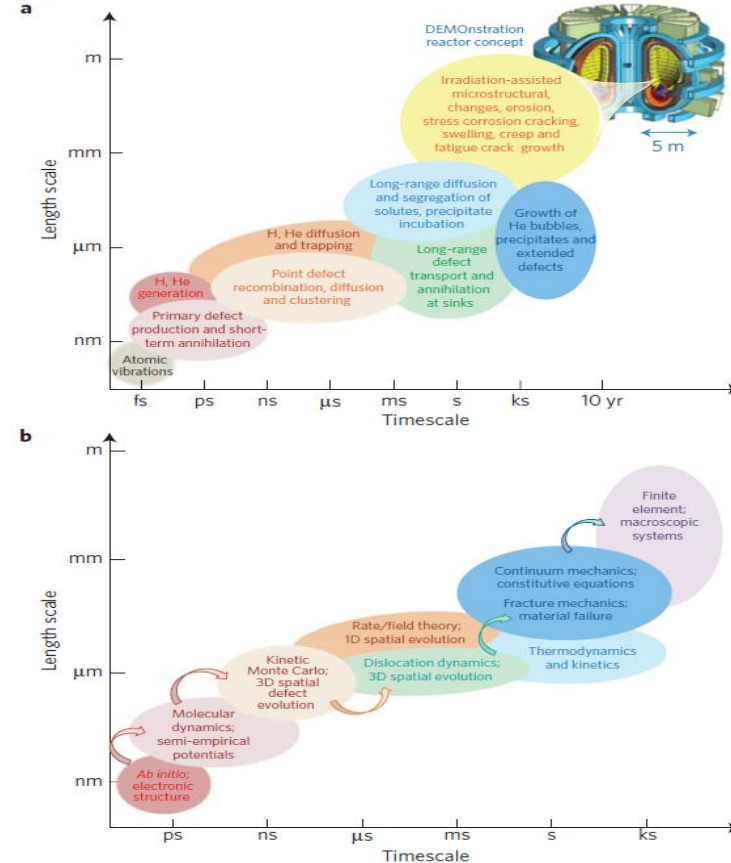 a
DEMOnstration
reactor concept
m
Irradiation-assisted
microstructural,
changes, erosion,
stress corrosion cracking,
swelling, creep and
fatigue crack growth
5 m
mm
Length scale
Long-range diffusion
and segregation of
solutes, precipitate
incubation
Growth of
He bubbles,
precipitates and
extended
defects
H, He diffusion
and trapping
μm
Long-range
defect
transport and
annihilation
at sinks
Point defect
recombination, diffusion
and clustering
H, He
generation
Primary defect
production and short-
term annihilation
nm
Atomic
vibrations
fs ps ns μs ms s ks 10 yr
Timescale
b
m
Finite
element;
macroscopic
systems
mm
Continuum mechanics;
constitutive equations
Fracture mechanics;
material failure
Length scale
Rate/field theory;
1D spatial evolution
Thermodynamics
and kinetics
Dislocation dynamics;
3D spatial evolution
Kinetic
Monte Carlo;
3D spatial
defect
evolution
μm
Molecular
dynamics;
semi-empirical
potentials
nm
Ab initio;
electronic
structure
ps ns μs ms s ks
Timescale